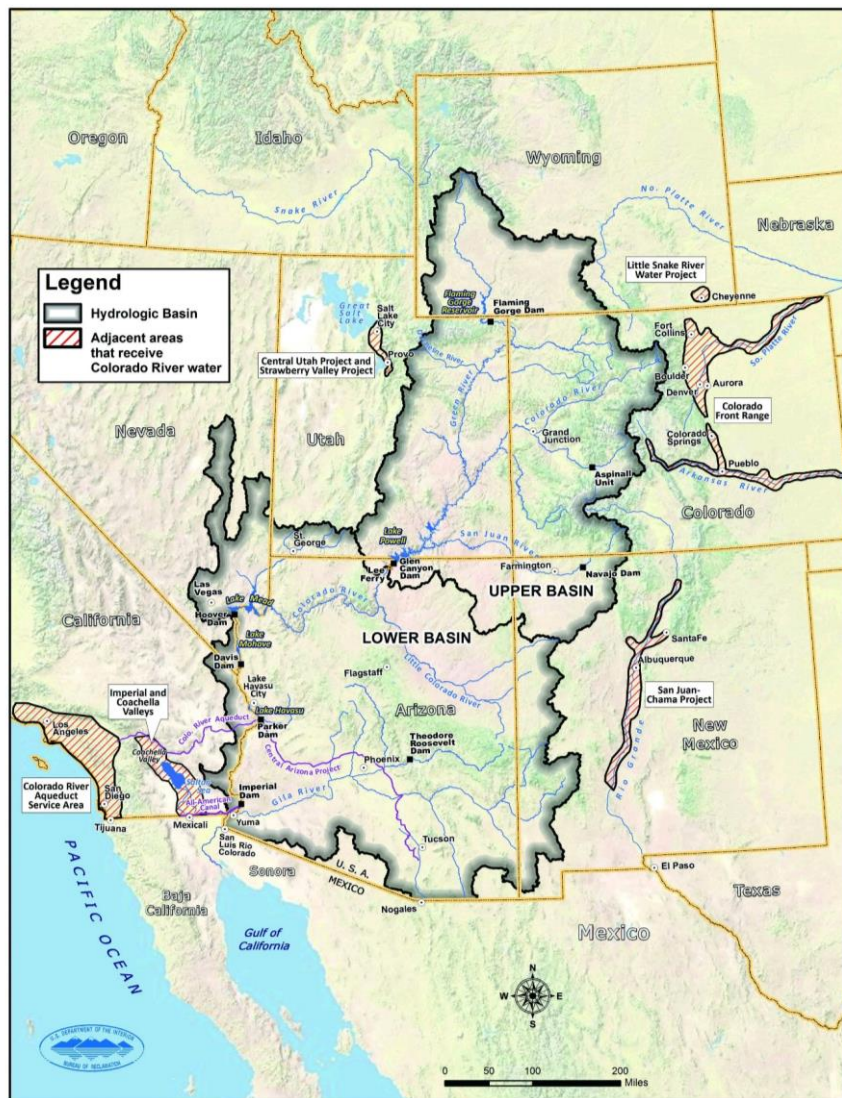 Oregon
Idaho
Wyoming
Snake River
No. Platte River
Nebraska
Legend
Hydrologic Basin
Adjacent areas
that receive
Colorado River water
Little Snake River
Water Project
Cheyenne
Great
Salt
Lake
Salt
Lake
City
Provo
Central Utah Project and
Strawberry Valley Project
Flaming
Gorge
Reservoir
Flaming
Gorge Dam
Green River
Colorado River
Fort
Collins
Boulder
Denver
Aurora
So. Platte River
Colorado
Front Range
Colorado
Springs
Pueblo
Arkansas River
Colorado
Nevada
Utah
Grand
Junction
Aspinall
Unit
St.
George
Lake
Powell
Lee
Ferry
Glen
Canyon
Dam
San Juan River
Farmington
Navajo Dam
UPPER BASIN
LOWER BASIN
Las
Vegas
Lake Mead
Hoover
Dam
Colorado River
California
Lake
Mohave
Davis
Dam
Lake
Havasu
City
Lake Havasu
Parker
Dam
Flagstaff
Little Colorado River
Arizona
Santa Fe
Albuquerque
San Juan-
Chama Project
New
Mexico
Rio Grande
Imperial and
Coachella
Valleys
Los
Angeles
Colo. River Aqueduct
Coachella
Valley
Salton
Sea
Colorado River
Aqueduct
Service Area
San
Diego
Tijuana
All-American
Canal
Mexicali
Imperial
Dam
Yuma
San
Luis Rio
Colorado
Central Arizona Project
Phoenix
Theodore
Roosevelt
Dam
Gila River
Tucson
U.S.A.
MEXICO
Nogales
Sonora
Baja
California
Gulf of
California
PACIFIC OCEAN
El Paso
Texas
Mexico
N
W
E
S
0 50 100 200
Miles
U.S. DEPARTMENT OF THE INTERIOR
BUREAU OF RECLAMATION